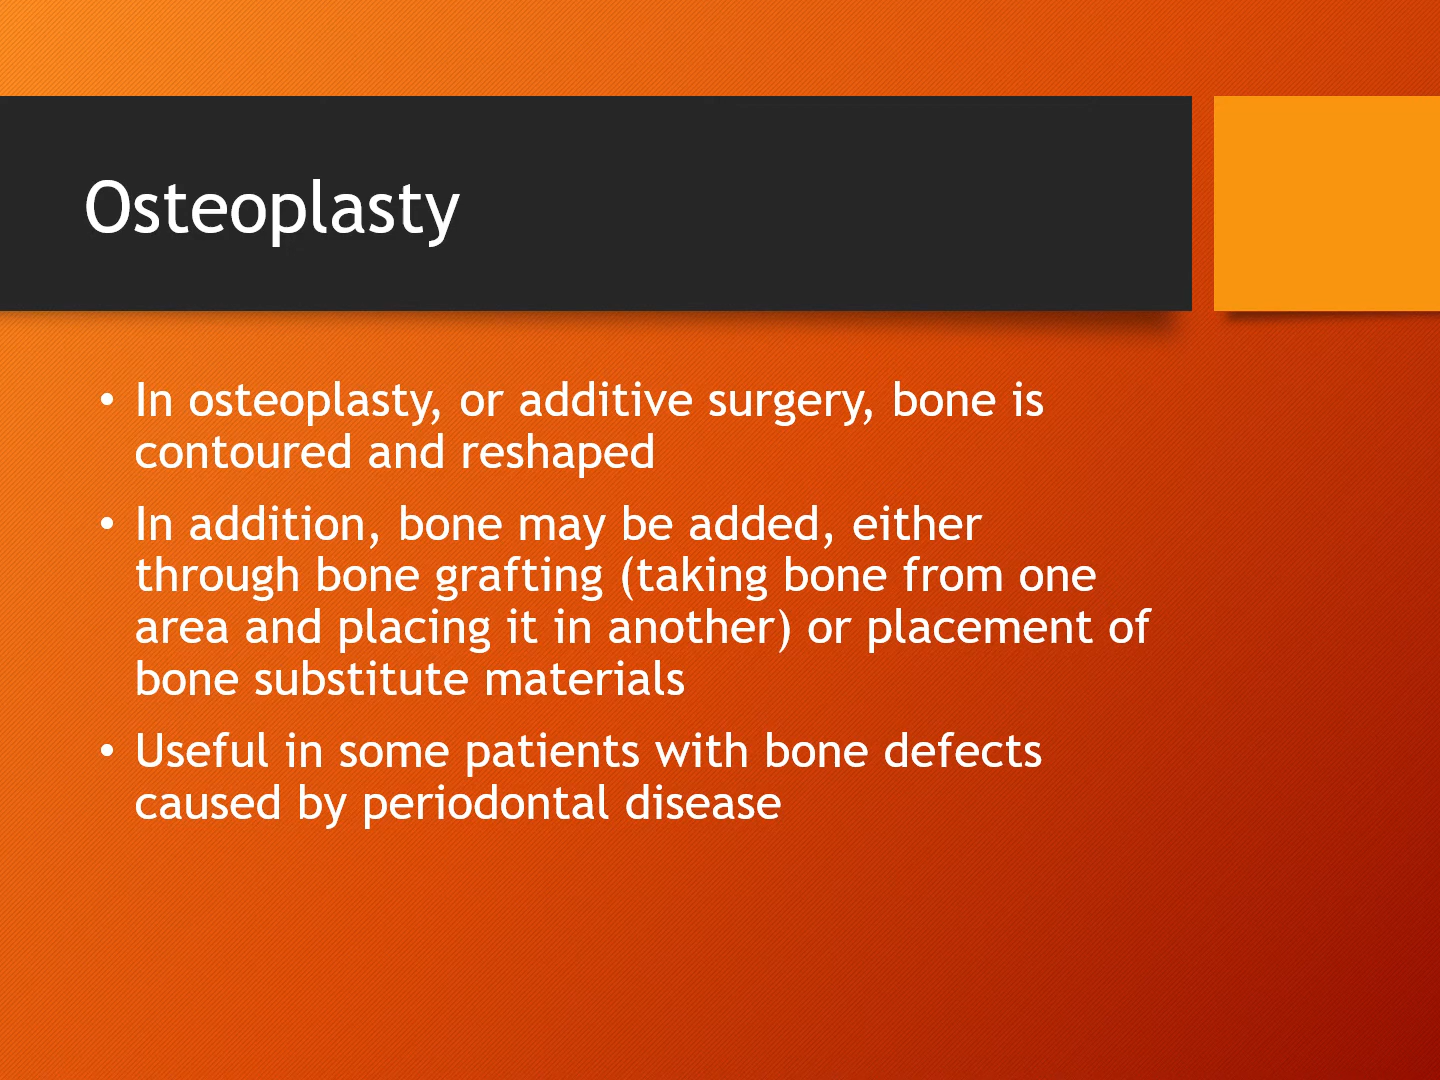 Osteoplasty
• In osteoplasty, or additive surgery, bone is
contoured and reshaped
• In addition, bone may be added, either
through bone grafting (taking bone from one
area and placing it in another) or placement of
bone substitute materials
• Useful in some patients with bone defects
caused by periodontal disease